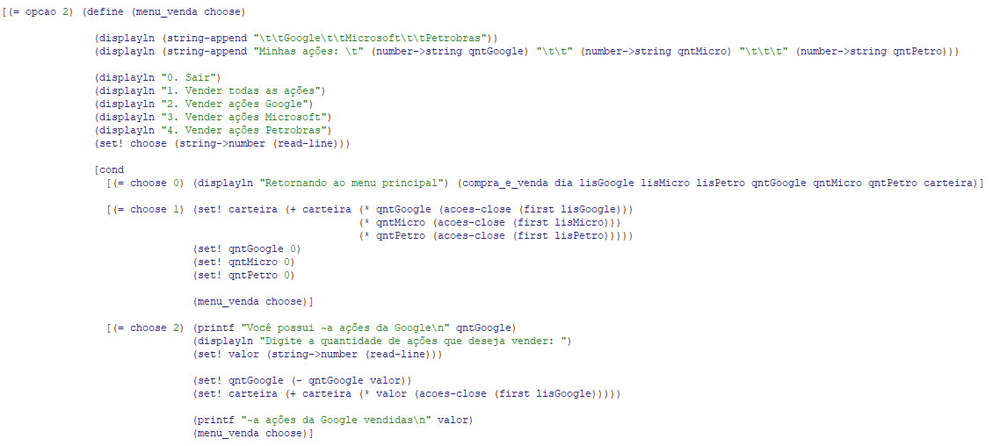 [(= opcao 2) (define (menu_venda choose)
(displayln (string-append "\t\tGoogle\t\tMicrosoft\t\tPetrobras"))
(displayln (string-append "Minhas ações: \t" (number->string qntGoogle) "\t\t" (number->string qntMicro) "\t\t\t" (number->string qntPetro)))
(displayln "0. Sair")
(displayln "1. Vender todas as ações")
(displayln "2. Vender ações Google")
(displayln "3. Vender ações Microsoft")
(displayln "4. Vender ações Petrobras")
(set! choose (string->number (read-line)))
[cond
[(= choose 0) (displayln "Retornando ao menu principal") (compra_e_venda dia lisGoogle lisMicro lisPetro qntGoogle qntMicro qntPetro carteira)]
[(= choose 1) (set! carteira (+ carteira (* qntGoogle (acoes-close (first lisGoogle)))
(* qntMicro (acoes-close (first lisMicro)))
(* qntPetro (acoes-close (first lisPetro)))))
(set! qntGoogle 0)
(set! qntMicro 0)
(set! qntPetro 0)
(menu_venda choose)]
[(= choose 2) (printf "Você possui ~a ações da Google\n" qntGoogle)
(displayln "Digite a quantidade de ações que deseja vender: ")
(set! valor (string->number (read-line)))
(set! qntGoogle (- qntGoogle valor))
(set! carteira (+ carteira (* valor (acoes-close (first lisGoogle)))))
(printf "~a ações da Google vendidas\n" valor)
(menu_venda choose)]